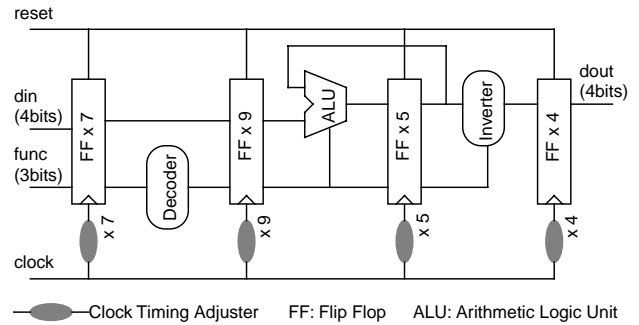 reset
din
(4bits)
func
(3bits)
clock
FF x 7
x 7
Decoder
FF x 9
x 9
ALU
FF x 5
x 5
Inverter
FF x 4
x 4
dout
(4bits)
Clock Timing Adjuster FF: Flip Flop ALU: Arithmetic Logic Unit